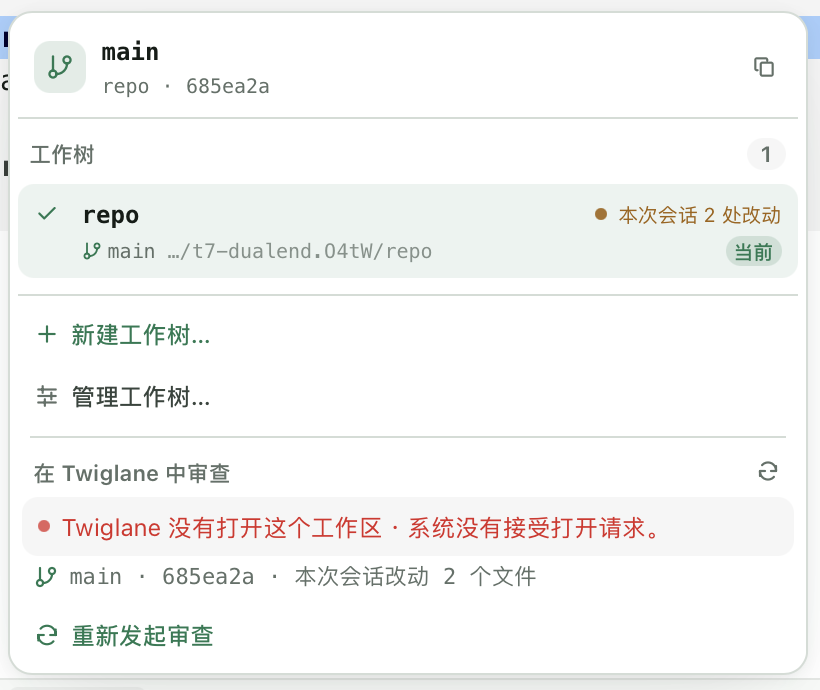 main
repo · 685ea2a
工作树
1
repo
本次会话 2 处改动
main …/t7-dualend.O4tW/repo
当前
新建工作树...
管理工作树...
在 Twiglane 中审查
Twiglane 没有打开这个工作区 · 系统没有接受打开请求。
main · 685ea2a · 本次会话改动 2 个文件
重新发起审查